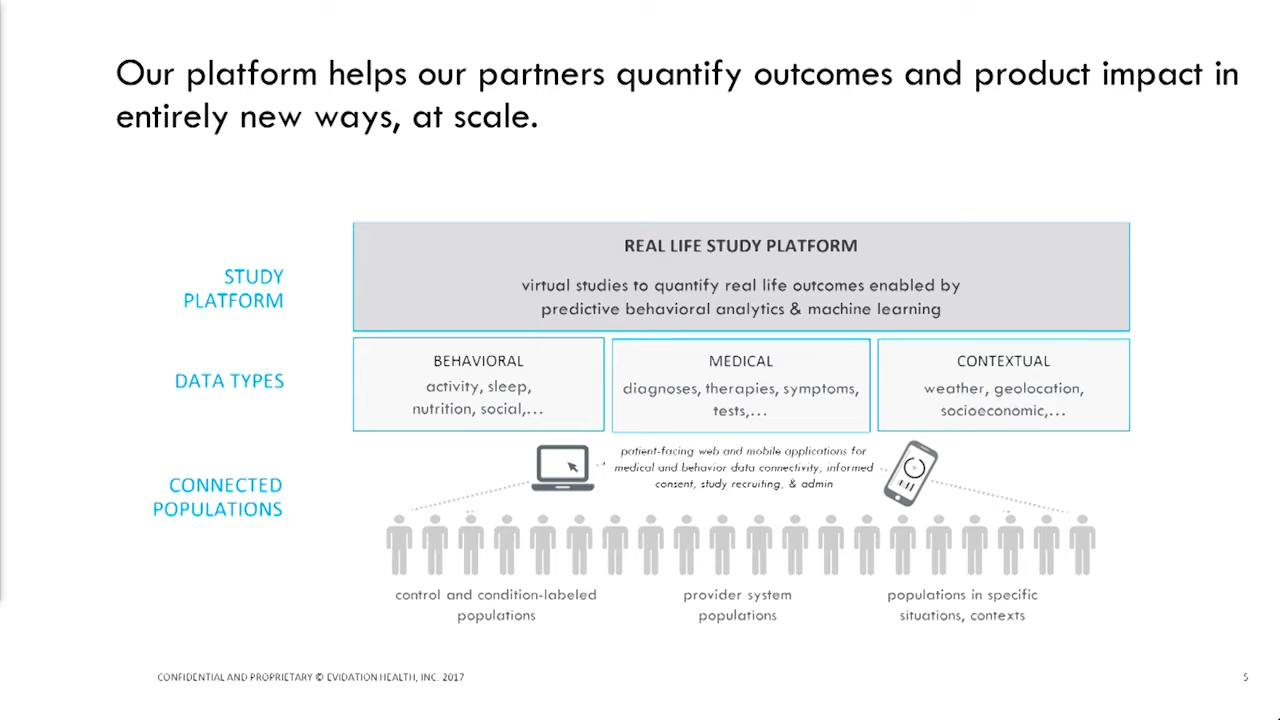 Our platform helps our partners quantify outcomes and product impact in
entirely new ways, at scale.
STUDY
PLATFORM
REAL LIFE STUDY PLATFORM
virtual studies to quantify real life outcomes enabled by
predictive behavioral analytics & machine learning
DATA TYPES
BEHAVIORAL
activity, sleep,
nutrition, social,...
MEDICAL
diagnoses, therapies, symptoms,
tests,...
CONTEXTUAL
weather, geolocation,
socioeconomic,...
CONNECTED
POPULATIONS
patient-facing web and mobile applications for
medical and behavior data connectivity, informed
consent, study recruiting, & admin
control and condition-labeled
populations
provider system
populations
populations in specific
situations, contexts
CONFIDENTIAL AND PROPRIETARY © EVIDATION HEALTH, INC. 2017
5